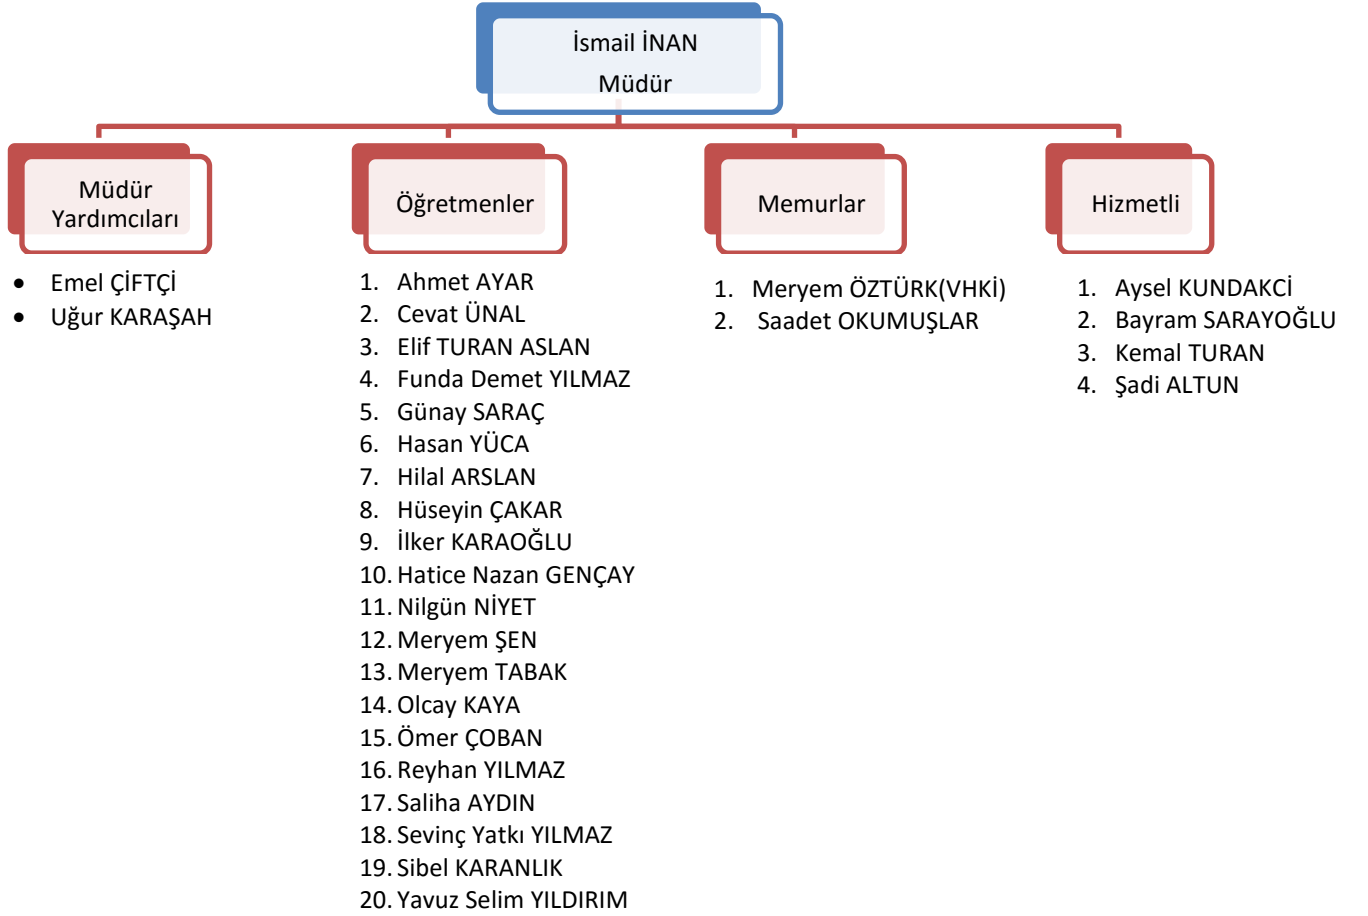 İsmail İNAN
Müdür
Müdür
Yardımcıları
Öğretmenler
Memurlar
Hizmetli
• Emel ÇİFTÇİ
• Uğur KARAŞAH
1. Ahmet AYAR
2. Cevat ÜNAL
3. Elif TURAN ASLAN
4. Funda Demet YILMAZ
5. Günay SARAÇ
6. Hasan YÜCA
7. Hilal ARSLAN
8. Hüseyin ÇAKAR
9. İlker KARAOĞLU
10. Hatice Nazan GENÇAY
11. Nilgün NİYET
12. Meryem ŞEN
13. Meryem TABAK
14. Olcay KAYA
15. Ömer ÇOBAN
16. Reyhan YILMAZ
17. Saliha AYDIN
18. Sevinç Yatkı YILMAZ
19. Sibel KARANLIK
20. Yavuz Selim YILDIRIM
1. Meryem ÖZTÜRK(VHKİ)
2. Saadet OKUMUŞLAR
1. Aysel KUNDAKCİ
2. Bayram SARAYOĞLU
3. Kemal TURAN
4. Şadi ALTUN